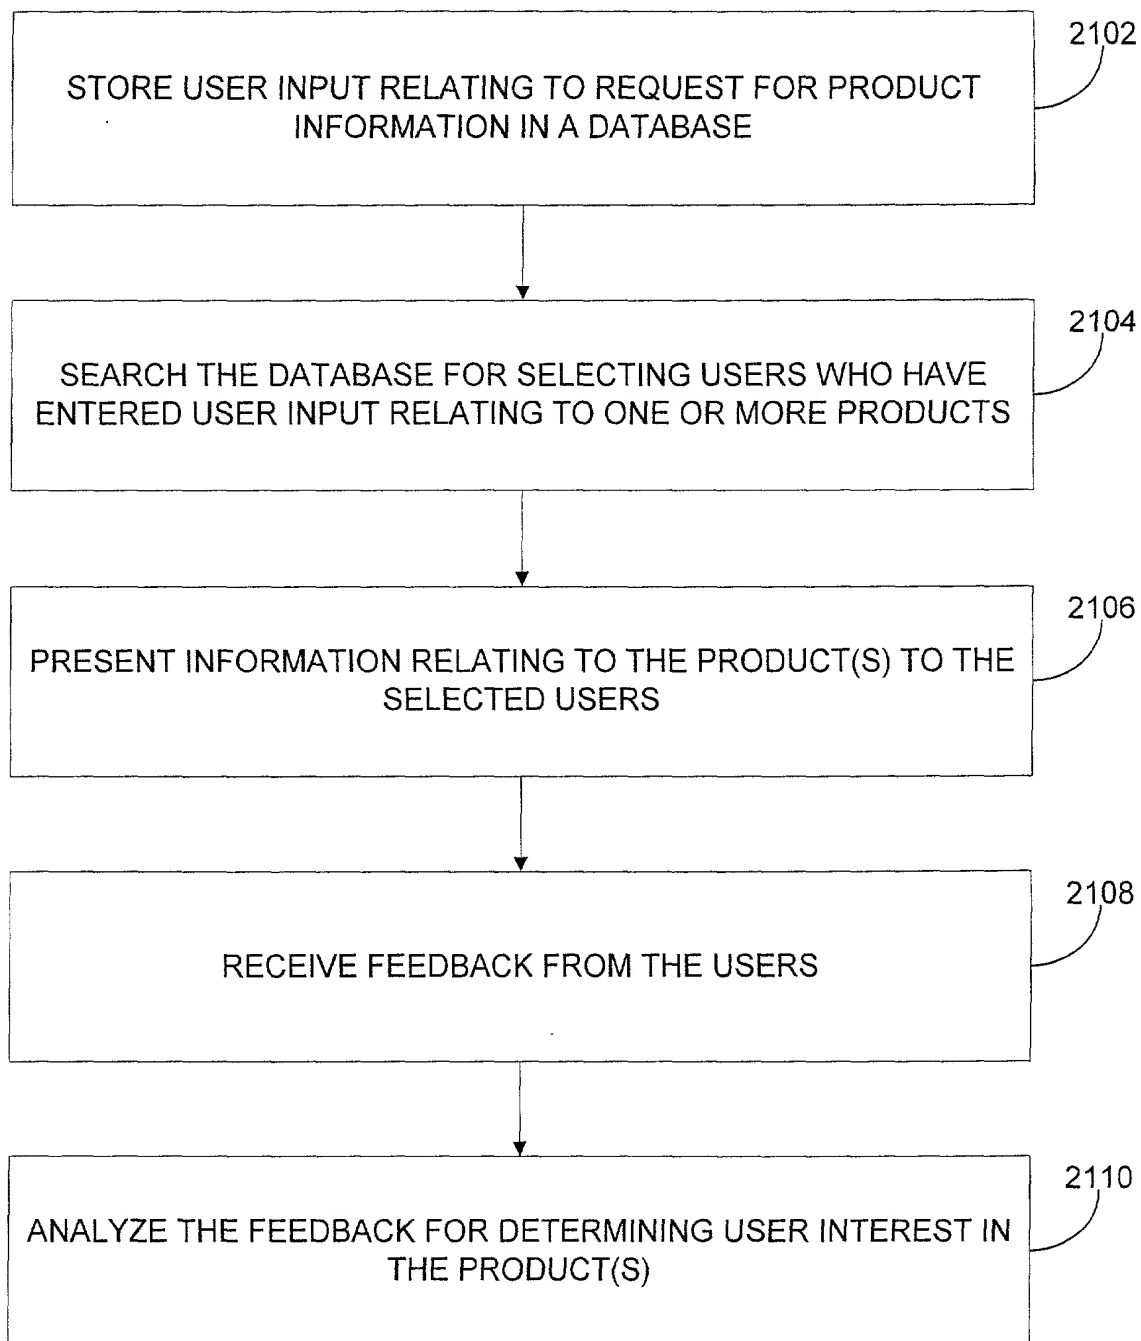 2102
STORE USER INPUT RELATING TO REQUEST FOR PRODUCT
INFORMATION IN A DATABASE
2104
SEARCH THE DATABASE FOR SELECTING USERS WHO HAVE
ENTERED USER INPUT RELATING TO ONE OR MORE PRODUCTS
2106
PRESENT INFORMATION RELATING TO THE PRODUCT(S) TO THE
SELECTED USERS
2108
RECEIVE FEEDBACK FROM THE USERS
2110
ANALYZE THE FEEDBACK FOR DETERMINING USER INTEREST IN
THE PRODUCT(S)